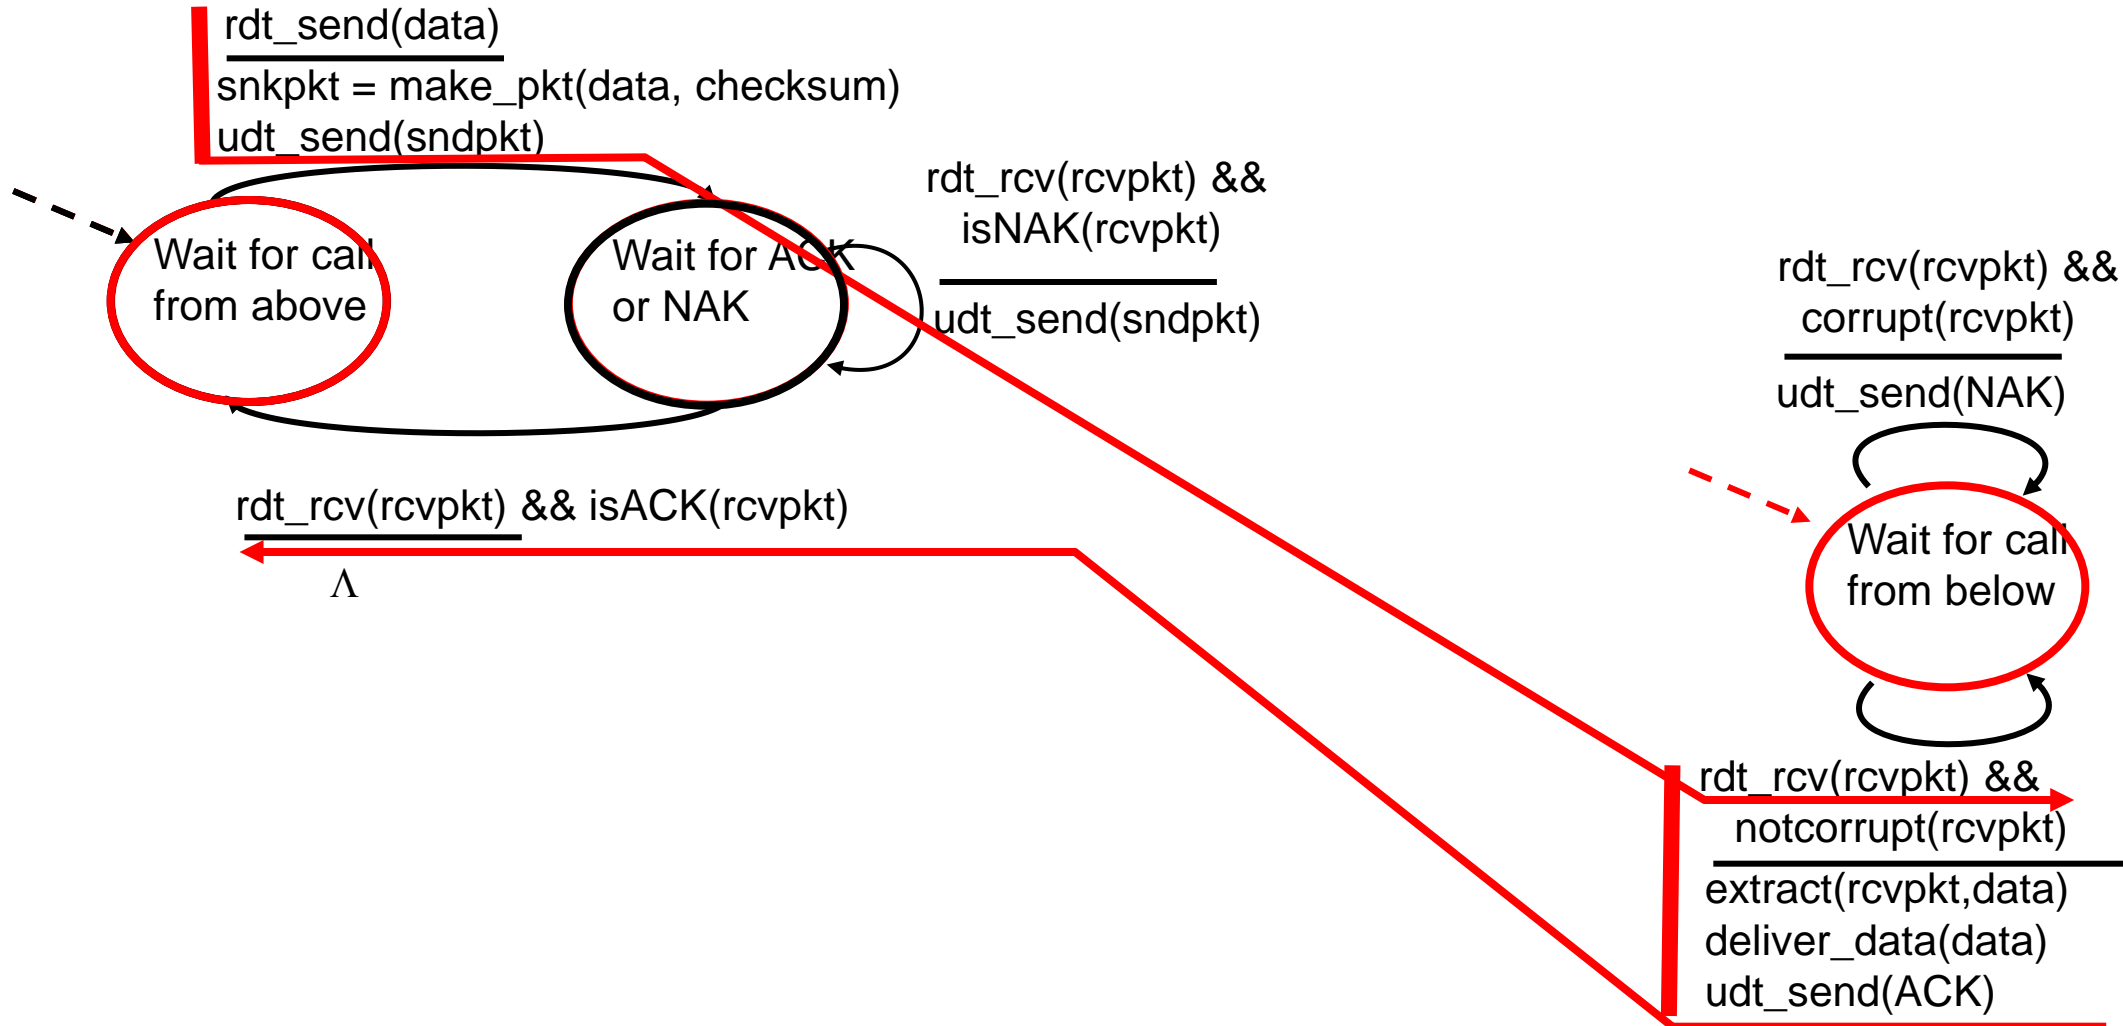 rdt_send(data)
snkpkt = make_pkt(data, checksum)
udt_send(sndpkt)
Wait for call
from above
Wait for ACK
or NAK
rdt_rcv(rcvpkt) &&
isNAK(rcvpkt)
udt_send(sndpkt)
rdt_rcv(rcvpkt) && isACK(rcvpkt)
Λ
rdt_rcv(rcvpkt) &&
corrupt(rcvpkt)
udt_send(NAK)
Wait for call
from below
rdt_rcv(rcvpkt) &&
notcorrupt(rcvpkt)
extract(rcvpkt,data)
deliver_data(data)
udt_send(ACK)